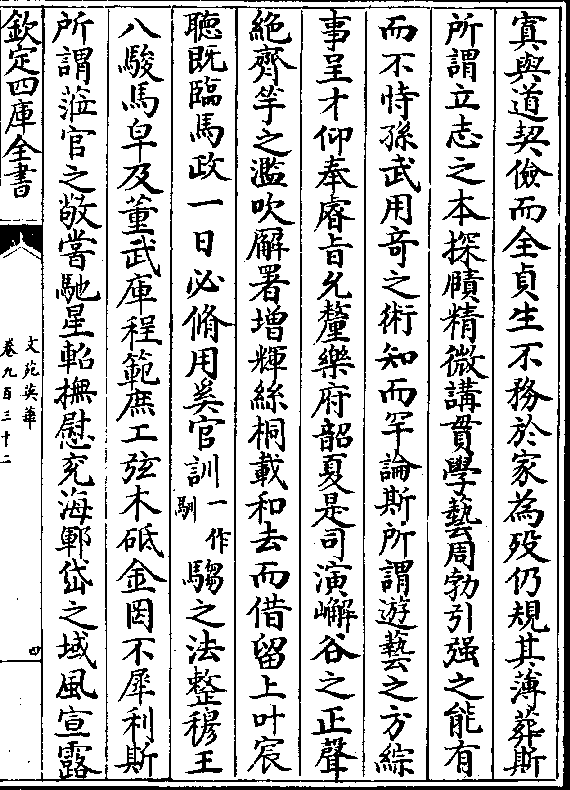 寘與道契儉而全貞生不務於家為歿仍規其薄葬斯
所謂立志之本探賾精微講貫學藝周勃引强之能有
而不恃孫武用竒之術知而罕論斯所謂遊藝之方綜
事呈才仰奉睿旨允釐樂府韶夏是司演嶰谷之正聲
絶齊竽之濫吹廨署增輝絲桐載和去而借留上叶宸
聴既臨馬政一日必脩用奚官訓一作馴騶之法整穆王
八駿馬皁及董武庫程範庶工弦木砥金罔不犀利斯
所謂蒞官之敬嘗馳星軺撫慰兖海鄆岱之域風宣露
欽定四庫全書
文苑英華
卷九百三十二
四